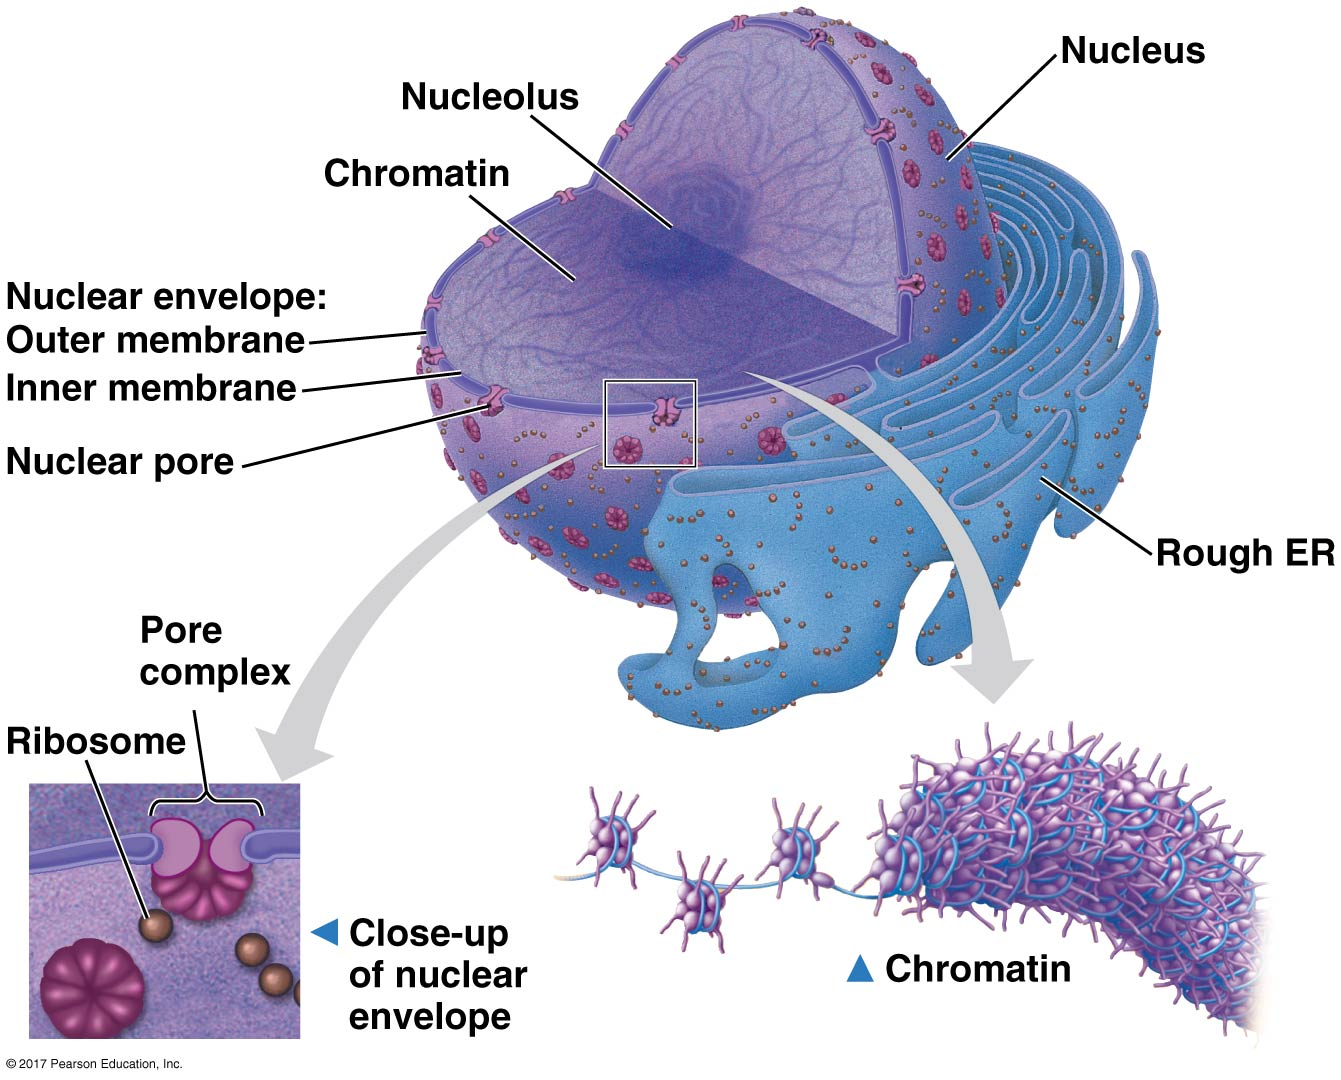 Nucleus
Nucleolus
Chromatin
Nuclear envelope:
Outer membrane
Inner membrane
Nuclear pore
Rough ER
Pore
complex
Ribosome
Close-up
of nuclear
envelope
Chromatin
© 2017 Pearson Education, Inc.